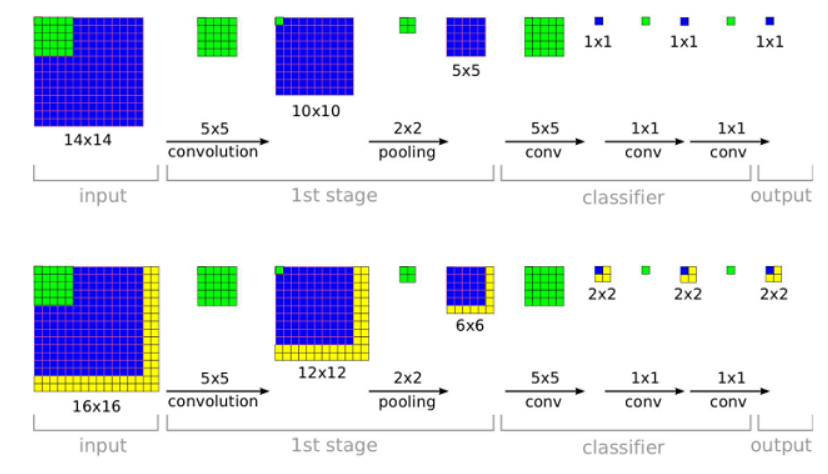 1x1 1x1 1x1
5x5
10x10
14x14
5x5 2x2 5x5 1x1 1x1
convolution pooling conv conv conv
input 1st stage classifier output
2x2 2x2 2x2
6x6
12x12
16x16
5x5 2x2 5x5 1x1 1x1
convolution pooling conv conv conv
input 1st stage classifier output